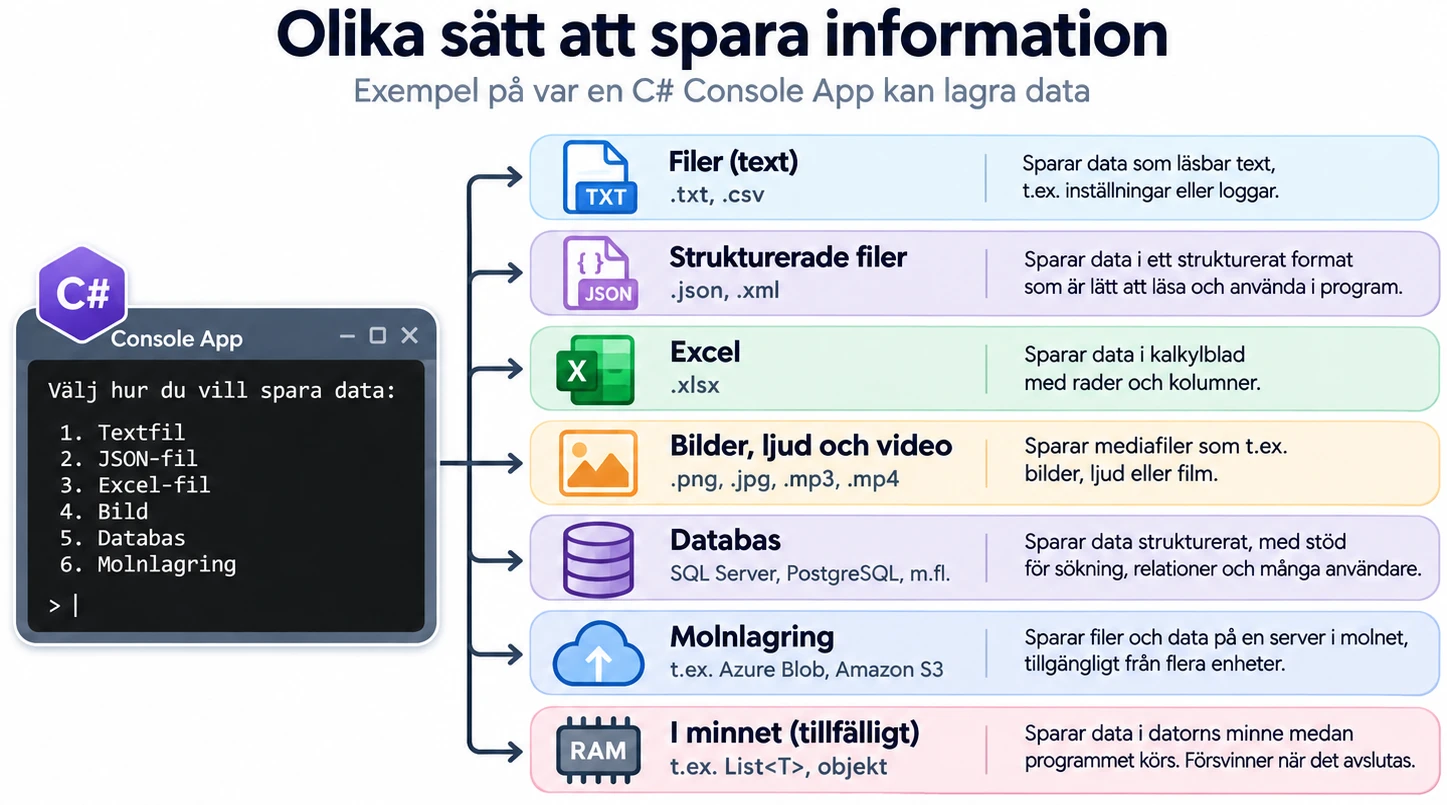 Olika sätt att spara information
Exempel på var en C# Console App kan lagra data
C#
Console App
Välj hur du vill spara data:
1. Textfil
2. JSON-fil
3. Excel-fil
4. Bild
5. Databas
6. Molnlagring
>
TXT
Filer (text)
.txt, .csv
Sparar data som läsbar text,
t.ex. inställningar eller loggar.
{ }
JSON
Strukturerade filer
.json, .xml
Sparar data i ett strukturerat format
som är lätt att läsa och använda i program.
X
Excel
.xlsx
Sparar data i kalkylblad
med rader och kolumner.
Bilder, ljud och video
.png, .jpg, .mp3, .mp4
Sparar mediafiler som t.ex.
bilder, ljud eller film.
Databas
SQL Server, PostgreSQL, m.fl.
Sparar data strukturerat, med stöd
för sökning, relationer och många användare.
Molnlagring
t.ex. Azure Blob, Amazon S3
Sparar filer och data på en server i molnet,
tillgängligt från flera enheter.
RAM
I minnet (tillfälligt)
t.ex. List<T>, objekt
Sparar data i datorns minne medan
programmet körs. Försvinner när det avslutas.